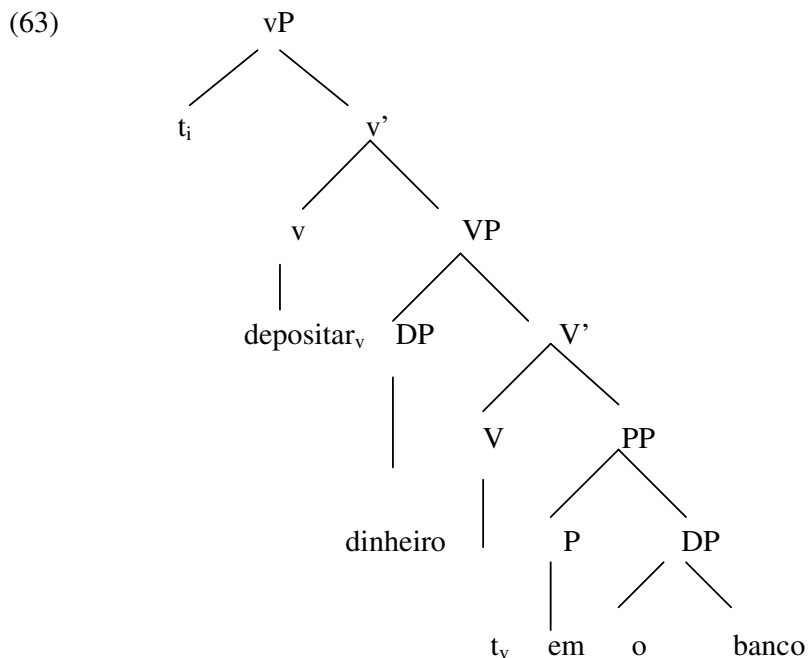 (63) vP
tᵢ v’
v VP
depositarᵥ DP V’
V PP
dinheiro P DP
tᵥ em o banco